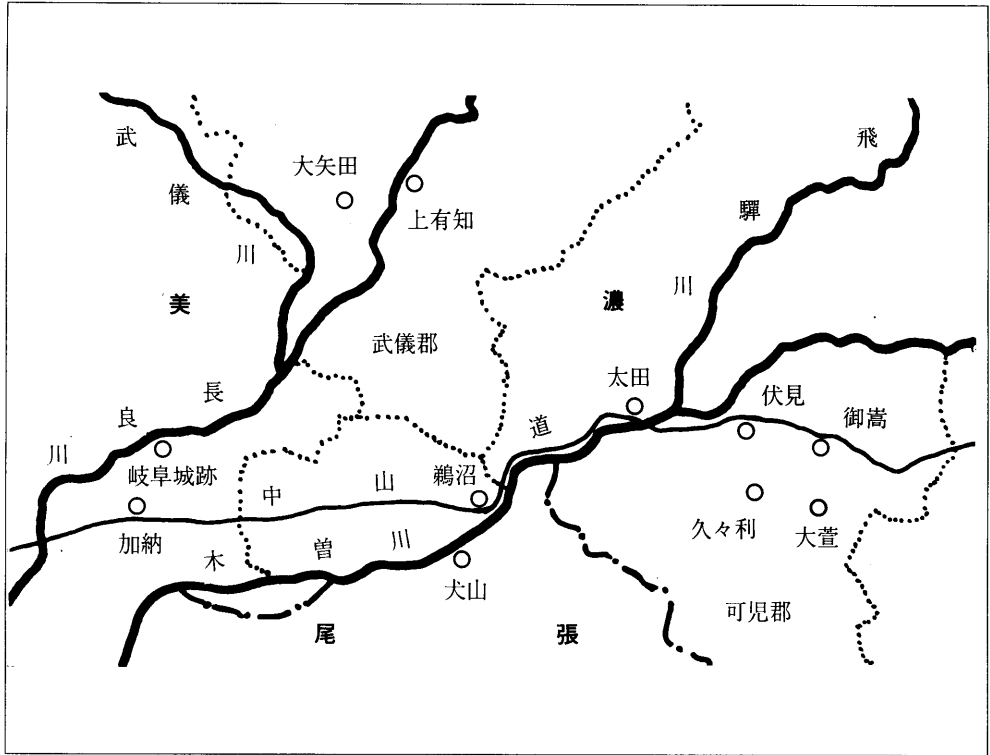 武儀川
大矢田
上有知
飛騨川
美
濃
武儀郡
長良川
太田
伏見
御嵩
岐阜城跡
中山道
鵜沼
加納
久々利
大萱
木曽川
犬山
可児郡
尾
張